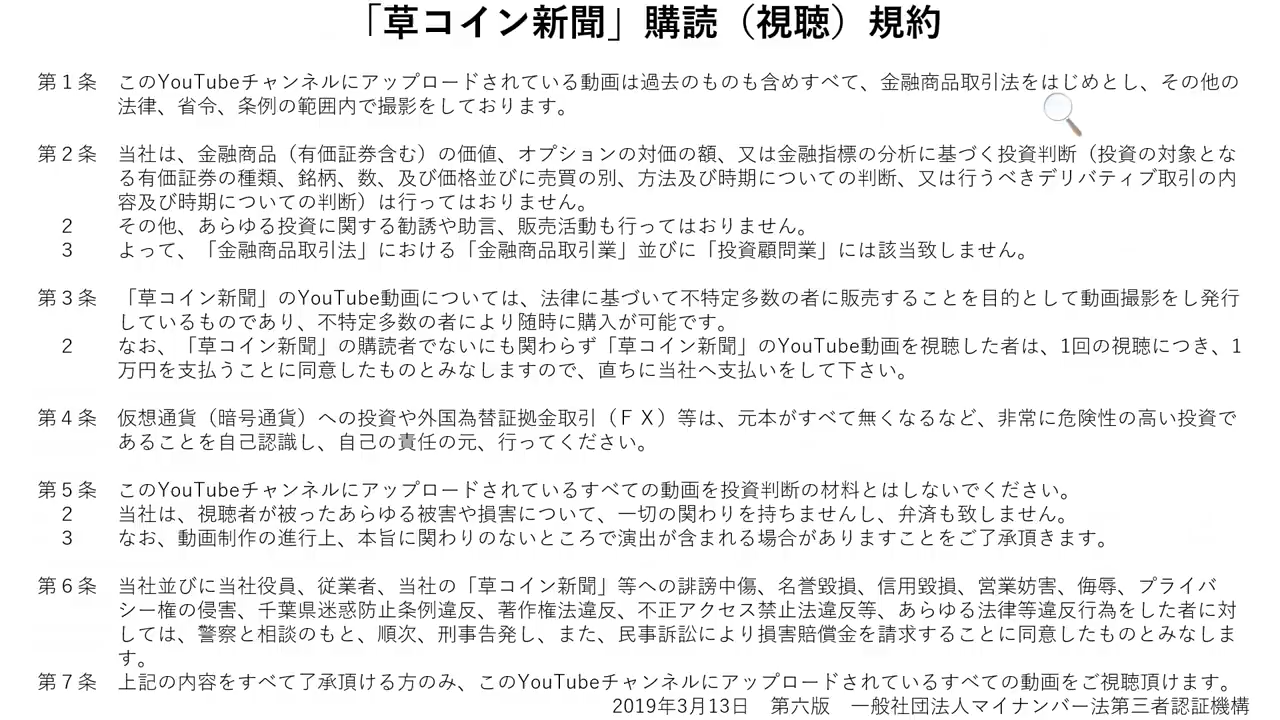 「草コイン新聞」購読（視聴）規約
第１条 このYouTubeチャンネルにアップロードされている動画は過去のものも含めすべて、金融商品取引法をはじめとし、その他の
法律、省令、条例の範囲内で撮影をしております。
第２条 当社は、金融商品（有価証券含む）の価値、オプションの対価の額、又は金融指標の分析に基づく投資判断（投資の対象とな
る有価証券の種類、銘柄、数、及び価格並びに売買の別、方法及び時期についての判断、又は行うべきデリバティブ取引の内
容及び時期についての判断）は行ってはおりません。
２ その他、あらゆる投資に関する勧誘や助言、販売活動も行ってはおりません。
３ よって、「金融商品取引法」における「金融商品取引業」並びに「投資顧問業」には該当致しません。
第３条 「草コイン新聞」のYouTube動画については、法律に基づいて不特定多数の者に販売することを目的として動画撮影をし発行
しているものであり、不特定多数の者により随時に購入が可能です。
２ なお、「草コイン新聞」の購読者でないにも関わらず「草コイン新聞」のYouTube動画を視聴した者は、1回の視聴につき、1
万円を支払うことに同意したものとみなしますので、直ちに当社へ支払いをして下さい。
第４条 仮想通貨（暗号通貨）への投資や外国為替証拠金取引（ＦＸ）等は、元本がすべて無くなるなど、非常に危険性の高い投資で
あることを自己認識し、自己の責任の元、行ってください。
第５条 このYouTubeチャンネルにアップロードされているすべての動画を投資判断の材料とはしないでください。
２ 当社は、視聴者が被ったあらゆる被害や損害について、一切の関わりを持ちませんし、弁済も致しません。
３ なお、動画制作の進行上、本旨に関わりのないところで演出が含まれる場合がありますことをご了承頂きます。
第６条 当社並びに当社役員、従業者、当社の「草コイン新聞」等への誹謗中傷、名誉毀損、信用毀損、営業妨害、侮辱、プライバ
シー権の侵害、千葉県迷惑防止条例違反、著作権法違反、不正アクセス禁止法違反等、あらゆる法律等違反行為をした者に対
しては、警察と相談のもと、順次、刑事告発し、また、民事訴訟により損害賠償金を請求することに同意したものとみなしま
す。
第７条 上記の内容をすべて了承頂ける方のみ、このYouTubeチャンネルにアップロードされているすべての動画をご視聴頂けます。
2019年3月13日 第六版 一般社団法人マイナンバー法第三者認証機構